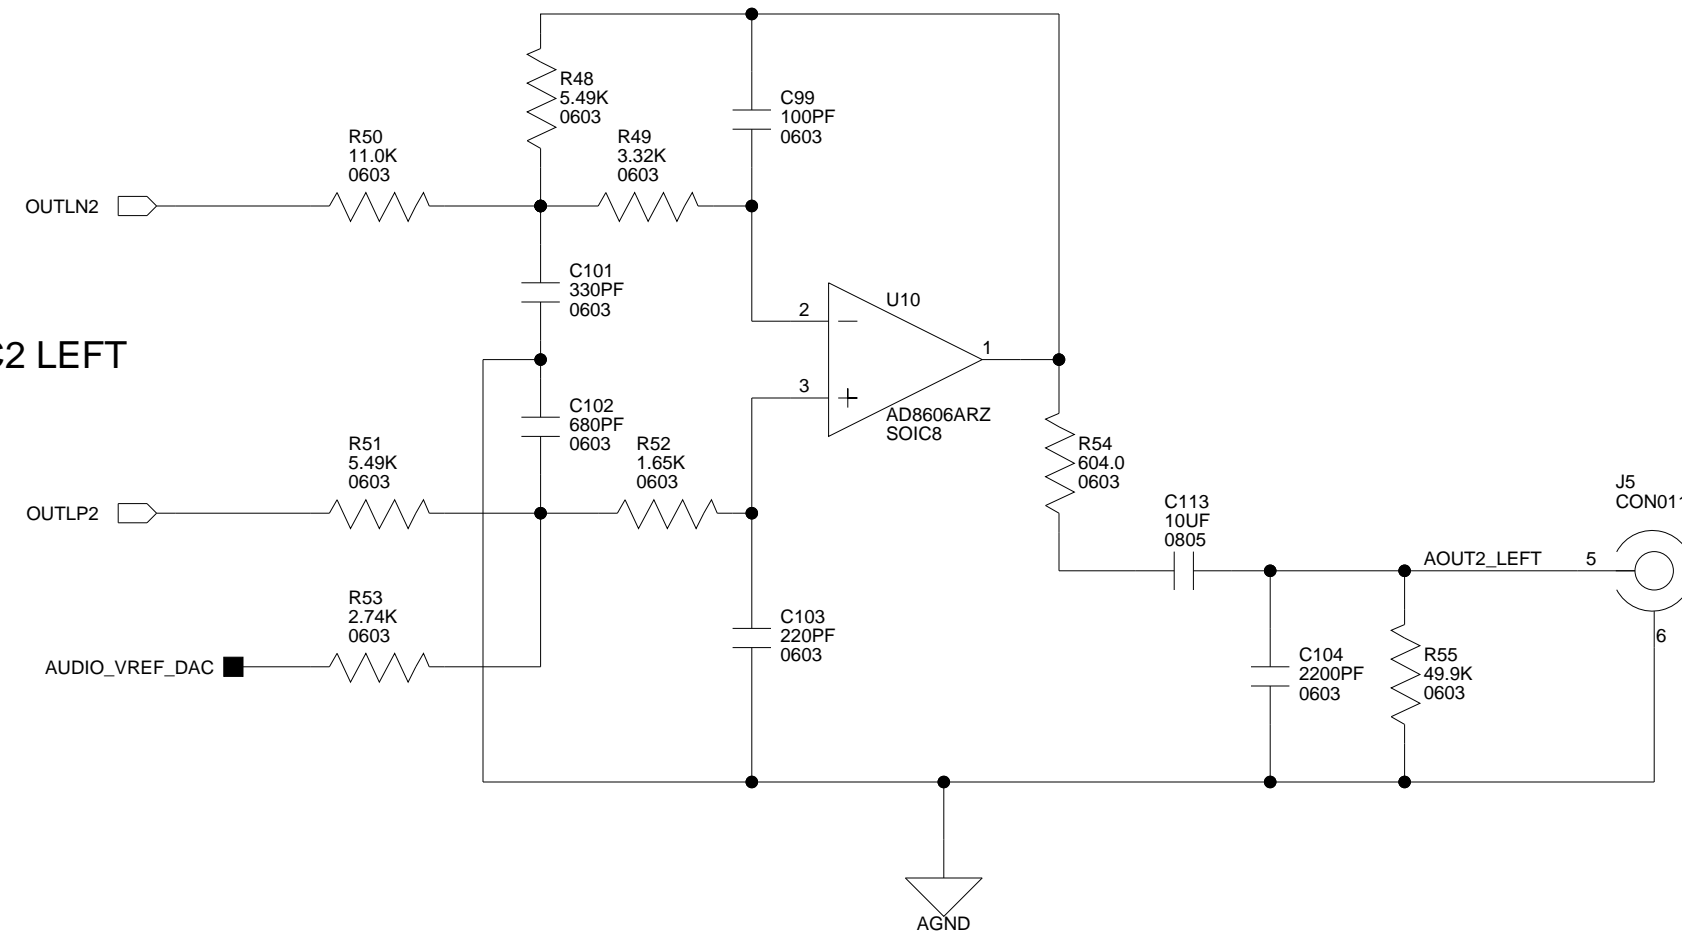 R48
5.49K
0603
C99
100PF
0603
R50
11.0K
0603
R49
3.32K
0603
OUTLN2
C101
330PF
0603
2
U10
1
C2 LEFT
3
AD8606ARZ
SOIC8
C102
680PF
0603
R51
5.49K
0603
R52
1.65K
0603
R54
604.0
0603
OUTLP2
C113
10UF
0805
J5
CON011
AOUT2_LEFT
5
R53
2.74K
0603
C103
220PF
0603
6
AUDIO_VREF_DAC
C104
2200PF
0603
R55
49.9K
0603
AGND